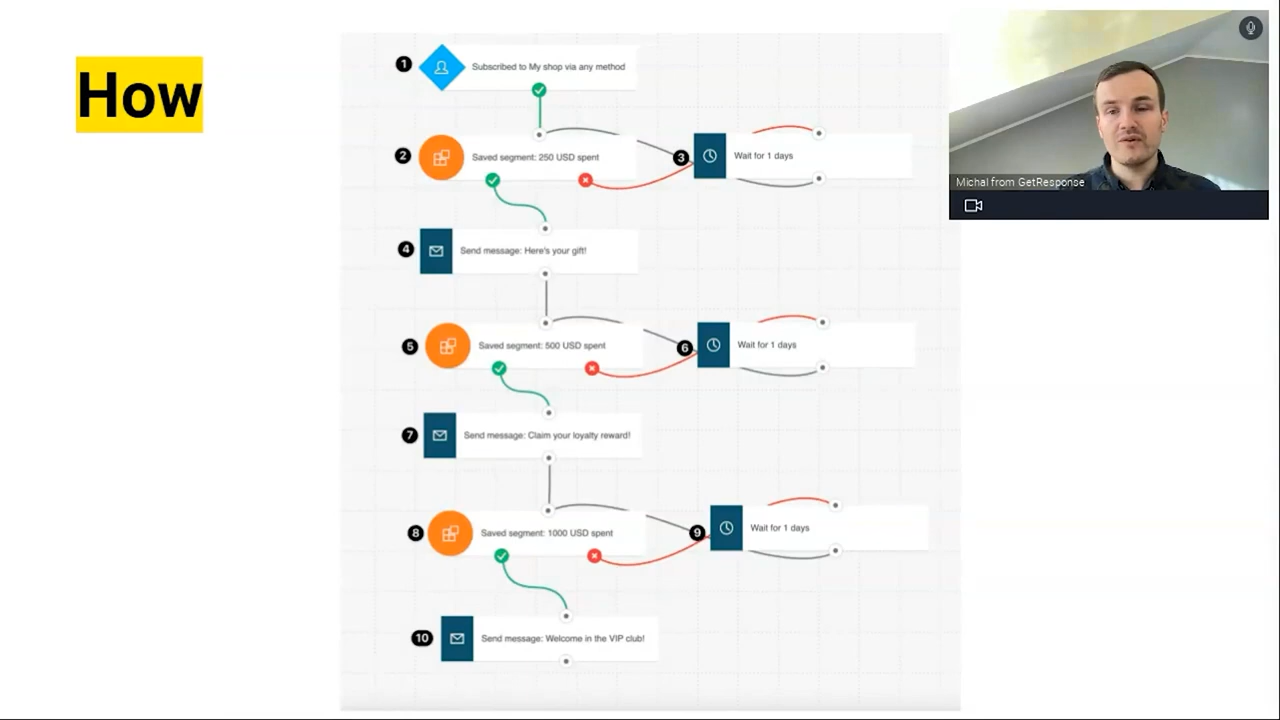 How
1
Subscribed to My shop via any method
2
Saved segment: 250 USD spent
3
Wait for 1 days
4
Send message: Here's your gift!
5
Saved segment: 500 USD spent
6
Wait for 1 days
7
Send message: Claim your loyalty reward!
8
Saved segment: 1000 USD spent
9
Wait for 1 days
10
Send message: Welcome in the VIP club!
Michal from GetResponse